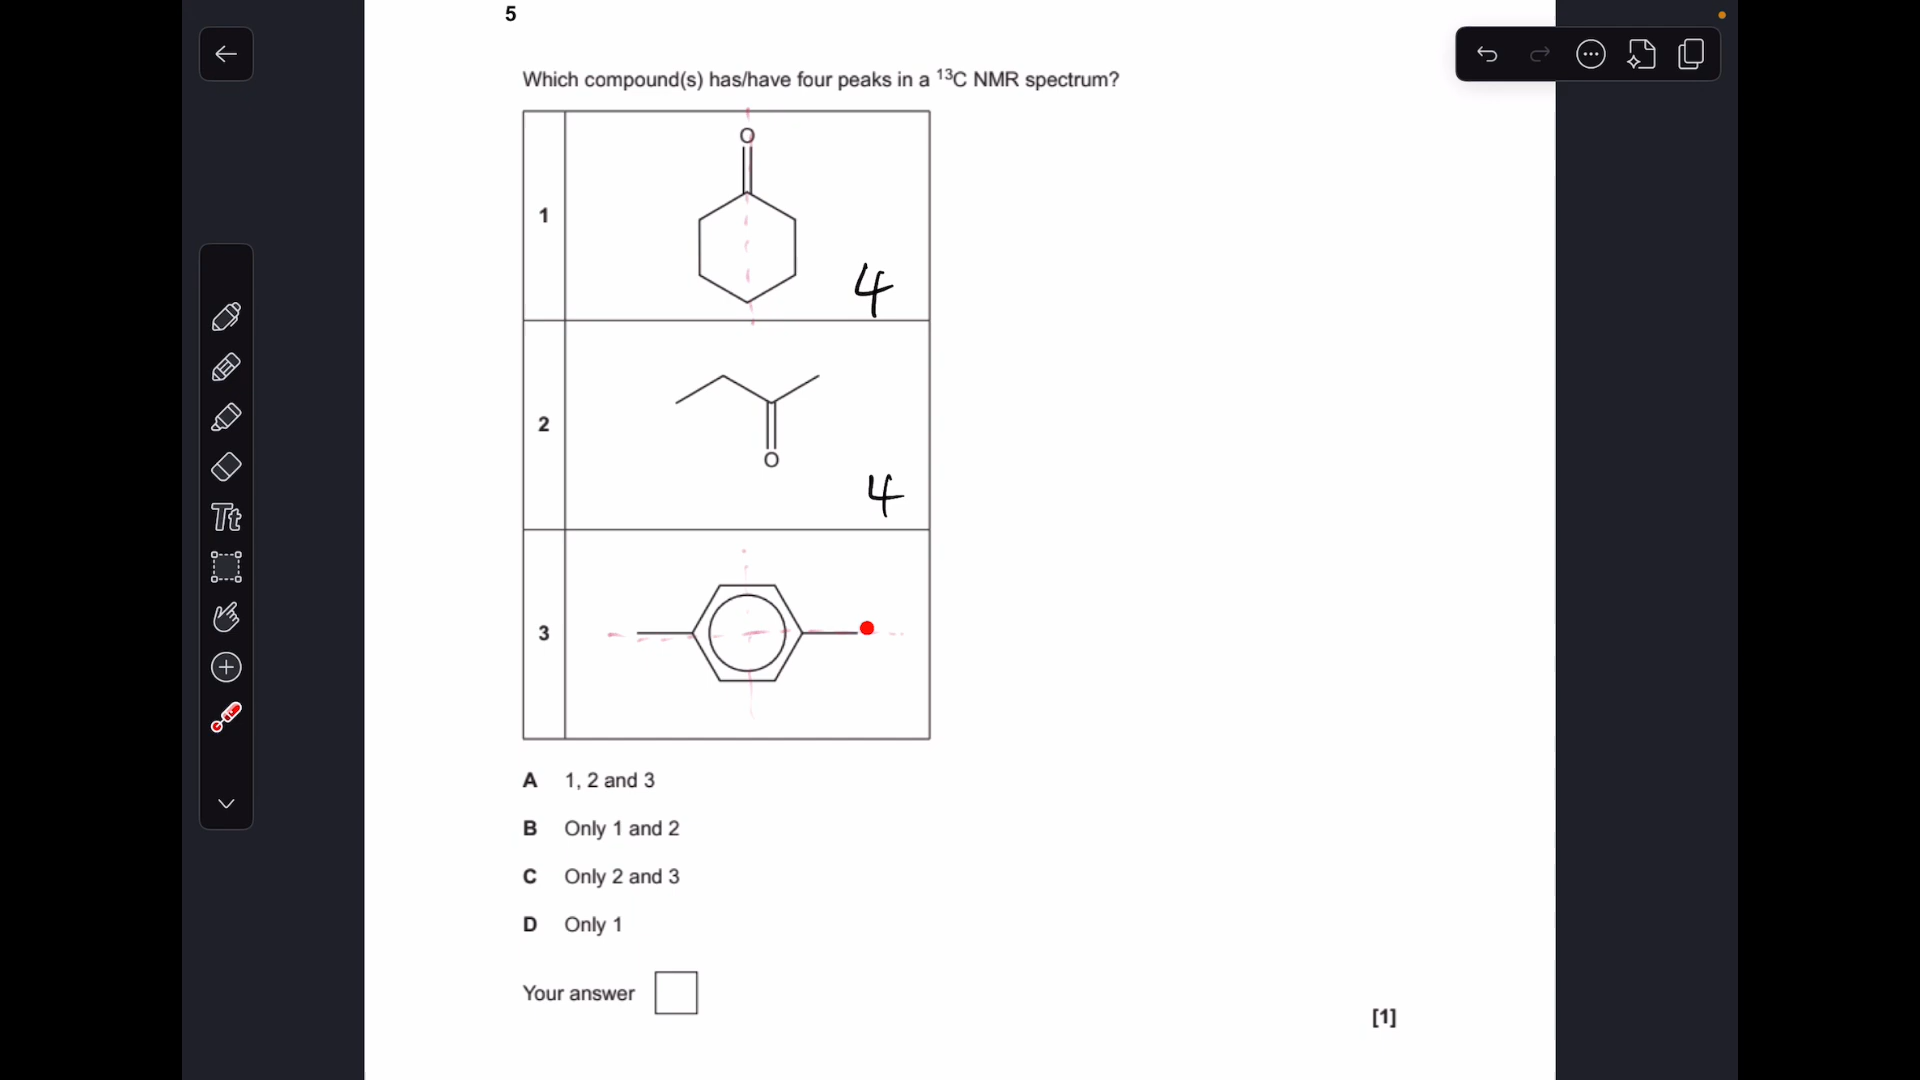 5
Which compound(s) has/have four peaks in a ¹³C NMR spectrum?
O
1
4
2
O
4
3
A 1, 2 and 3
B Only 1 and 2
C Only 2 and 3
D Only 1
Your answer
[1]
Tt